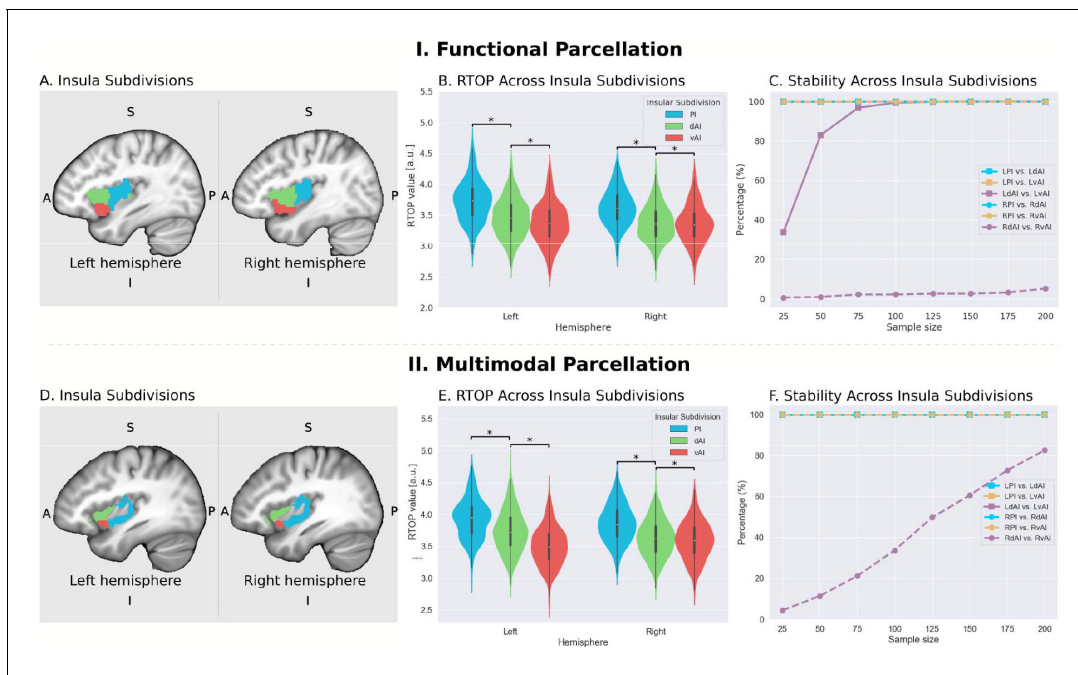 I. Functional Parcellation
A. Insula Subdivisions
S
A
P
A
P
Left hemisphere
Right hemisphere
I
B. RTOP Across Insula Subdivisions
5.5
5.0
4.5
4.0
3.5
3.0
2.5
2.0
RTOP value [a.u.]
Insular Subdivision
PI
dAI
vAI
*
*
*
*
Left
Right
Hemisphere
C. Stability Across Insula Subdivisions
100
80
60
40
20
0
Percentage (%)
LPI vs. LdAI
LPI vs. LvAI
LdAI vs. LvAI
RPI vs. RdAI
RPI vs. RvAI
RdAI vs. RvAI
25 50 75 100 125 150 175 200
Sample size
II. Multimodal Parcellation
D. Insula Subdivisions
S
S
A
A
P
Left hemisphere
Right hemisphere
I
I
E. RTOP Across Insula Subdivisions
5.5
5.0
4.5
4.0
3.5
3.0
2.5
RTOP value [a.u.]
Insular Subdivision
PI
dAI
vAI
*
*
*
*
Left
Right
Hemisphere
F. Stability Across Insula Subdivisions
100
80
60
40
20
0
Percentage (%)
LPI vs. LdAI
LPI vs. LvAI
LdAI vs. LvAI
RPI vs. RdAI
RPI vs. RvAI
RdAI vs. RvAI
25 50 75 100 125 150 175 200
Sample size